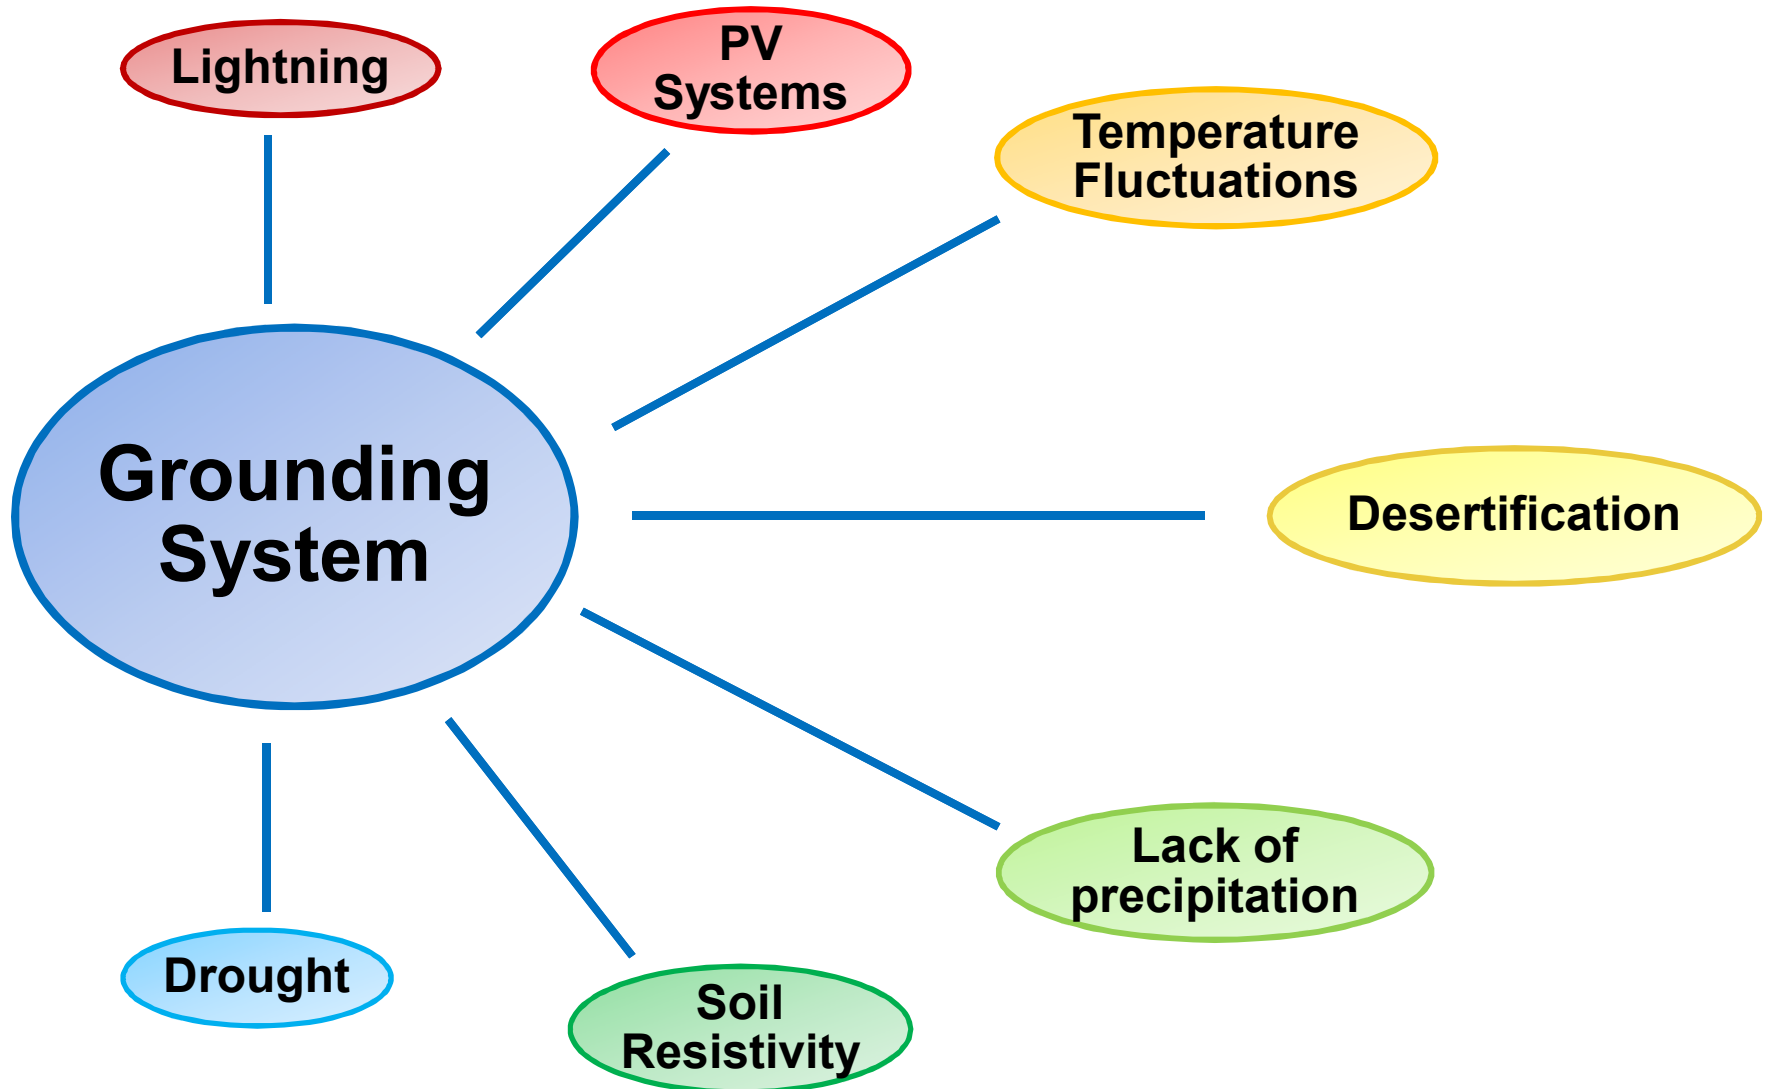 Lightning
PV
Systems
Temperature
Fluctuations
Grounding
System
Desertification
Lack of
precipitation
Drought
Soil
Resistivity